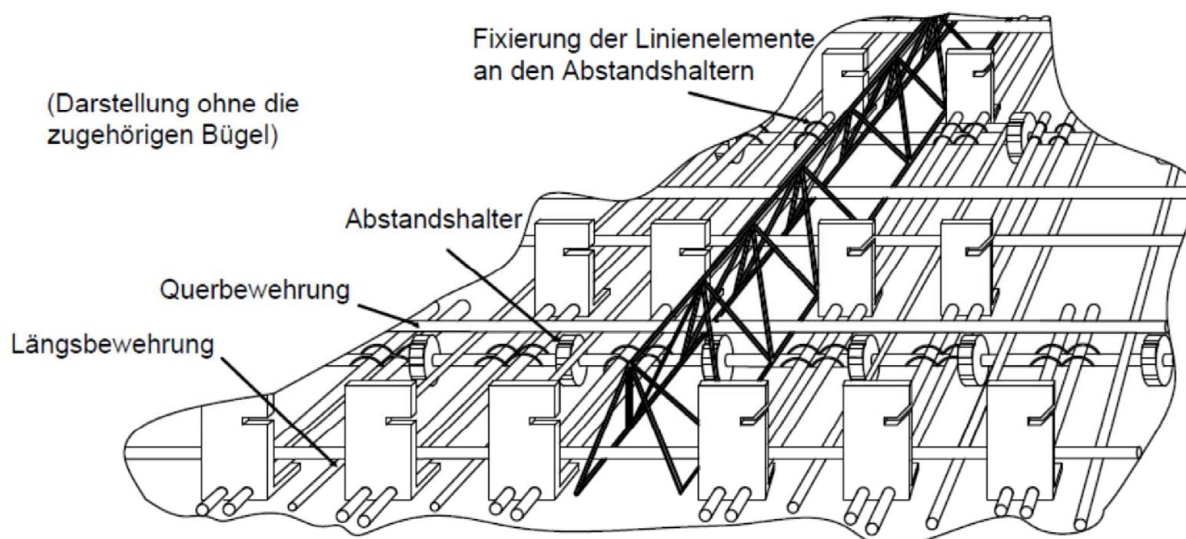 Fixierung der Linienelemente
an den Abstandshaltern
(Darstellung ohne die
zugehörigen Bügel)
Abstandshalter
Querbewehrung
Längsbewehrung